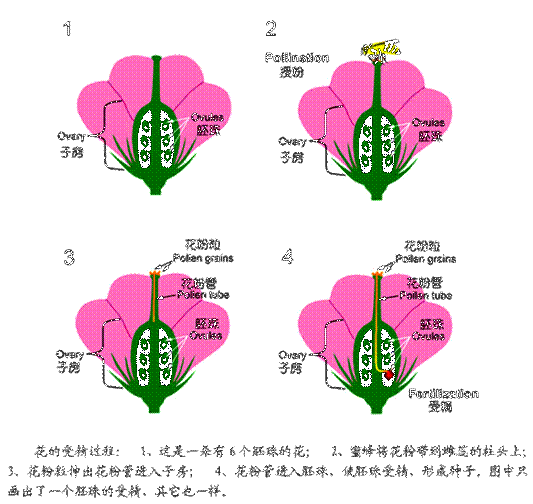 1
Ovary
子房
Ovules
胚珠
2
Pollination
授粉
Ovary
子房
Ovules
胚珠
3
花粉粒
Pollen grains
花粉管
Pollen tube
胚珠
Ovules
Ovary
子房
4
花粉粒
Pollen grains
花粉管
Pollen tube
胚珠
Ovules
Ovary
子房
Fertilization
受精
花的受精过程: 1、这是一朵有6个胚珠的花; 2、蜜蜂将花粉带到雌蕊的柱头上;
3、花粉粒伸出花粉管进入子房; 4、花粉管进入胚珠、使胚珠受精、形成种子。图中只
画出了一个胚珠的受精、其它也一样。